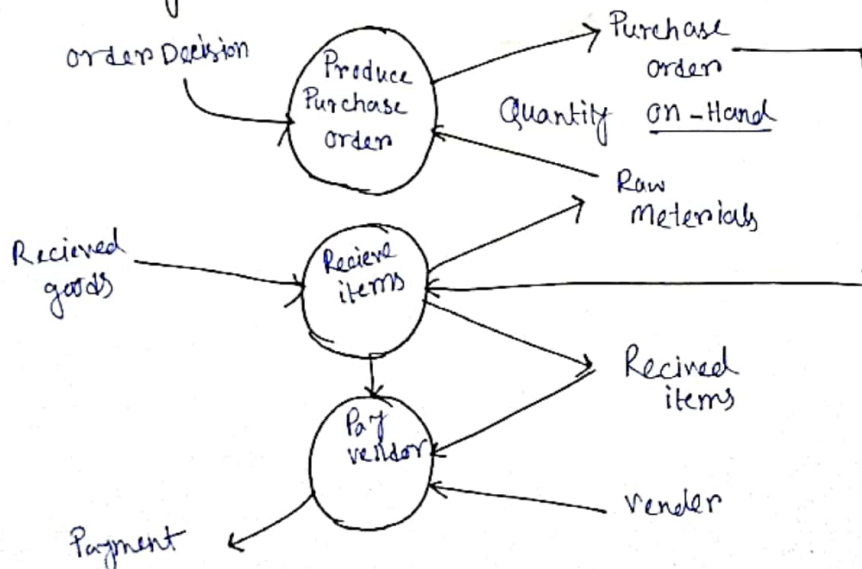 Order Decision
Produce
Purchase
order
Purchase
order
Quantity on-Hand
Raw
Meterials
Recieved
goods
Recieve
items
Recived
items
Pay
vendor
vender
Payment